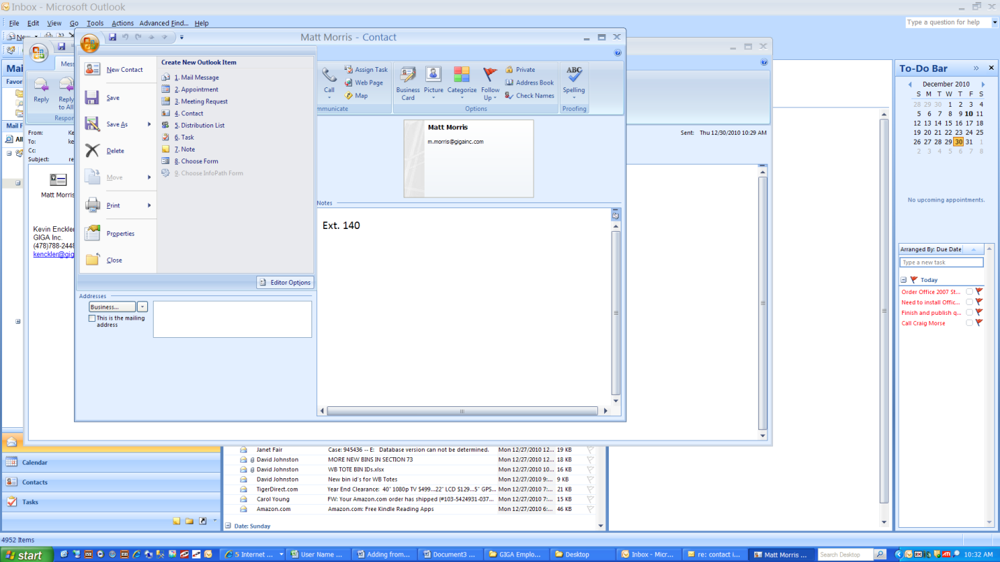 Inbox - Microsoft Outlook
File Edit View Go Tools Actions Advanced Find... Help
Type a question for help
New
Matt Morris - Contact
Mess
Reply
Reply to All
Respon
From: Ke
To: ke
Cc:
Subject: re
Sent: Thu 12/30/2010 10:29 AM
Matt Morris
Kevin Enckler
GIGA Inc.
(478)788-2448
kenckler@gig
New Contact
Save
Save As
Delete
Move
Print
Properties
Close
Create New Outlook Item
1. Mail Message
2. Appointment
3. Meeting Request
4. Contact
5. Distribution List
6. Task
7. Note
8. Choose Form
9. Choose InfoPath Form
Editor Options
Call
Assign Task
Web Page
Map
mmunicate
Business Card
Picture
Categorize
Follow Up
Private
Address Book
Check Names
Options
ABC
Spelling
Proofing
Matt Morris
m.morris@gigainc.com
Notes
Ext. 140
Addresses
Business...
This is the mailing
address
Mai
Favor
Mail F
All
Calendar
Contacts
Tasks
Janet Fair Case: 945436 -- E: Database version can not be determined. Mon 12/27/2010 12... 19 KB
David Johnston MORE NEW BINS IN SECTION 73 Mon 12/27/2010 12... 18 KB
David Johnston WB TOTE BIN IDs.xlsx Mon 12/27/2010 10... 16 KB
David Johnston New bin id's for WB Totes Mon 12/27/2010 9:... 9 KB
TigerDirect.com Year End Clearance: 40" 1080p TV $499...22" LCD $129...5" GPS... Mon 12/27/2010 7:... 21 KB
Carol Young FW: Your Amazon.com order has shipped (#103-5424931-037... Mon 12/27/2010 7:... 15 KB
Amazon.com Amazon.com: Free Kindle Reading Apps Mon 12/27/2010 6:... 46 KB
Date: Sunday
To-Do Bar
December 2010
S M T W T F S
28 29 30 1 2 3 4
5 6 7 8 9 10 11
12 13 14 15 16 17 18
19 20 21 22 23 24 25
26 27 28 29 30 31 1
2 3 4 5 6 7 8
No upcoming appointments.
Arranged By: Due Date
Type a new task
Today
Order Office 2007 St...
Need to install Offic...
Finish and publish q...
Call Craig Morse
4952 Items
start
5 Internet ...
User Name ...
Adding from...
Document3 ...
GIGA Emplo...
Desktop
Inbox - Micr...
re: contact i...
Matt Morris ...
Search Desktop
10:32 AM